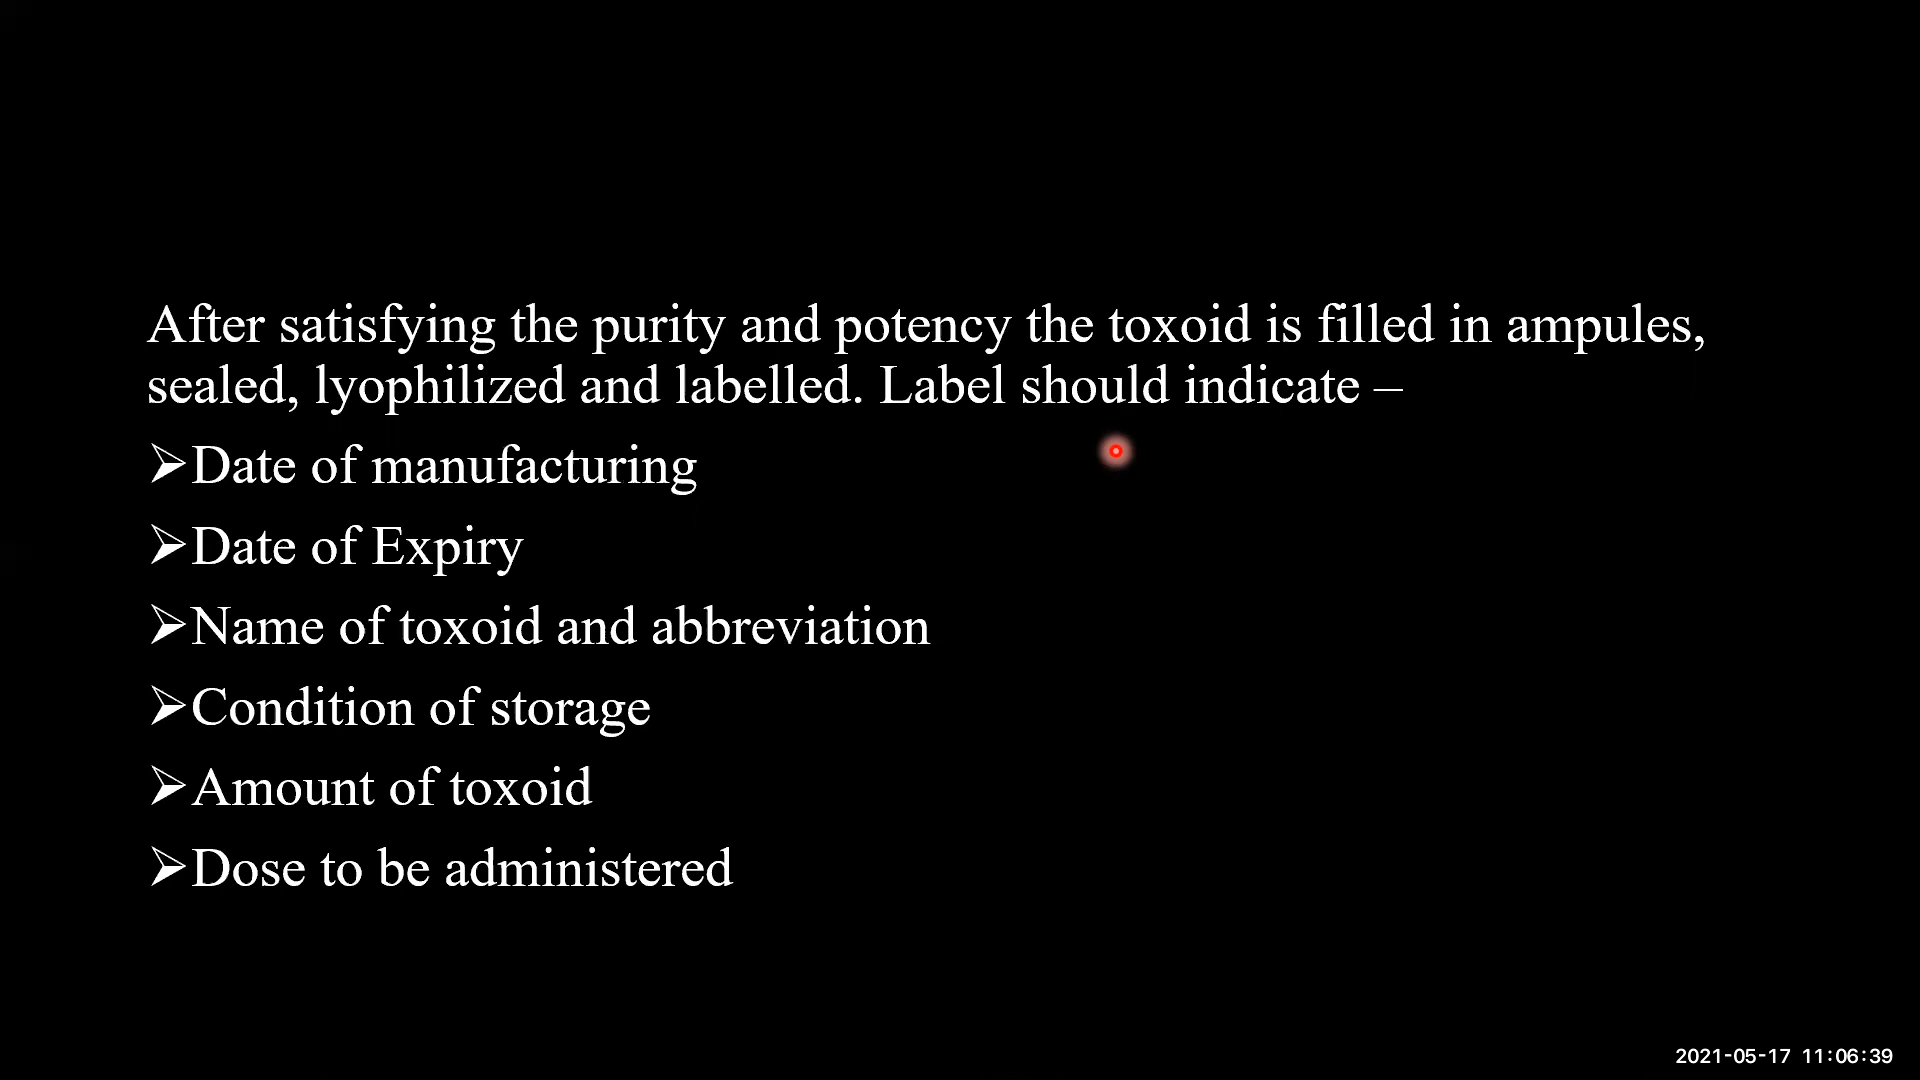 After satisfying the purity and potency the toxoid is filled in ampules,
sealed, lyophilized and labelled. Label should indicate –
➢Date of manufacturing
➢Date of Expiry
➢Name of toxoid and abbreviation
➢Condition of storage
➢Amount of toxoid
➢Dose to be administered
2021-05-17 11:06:39